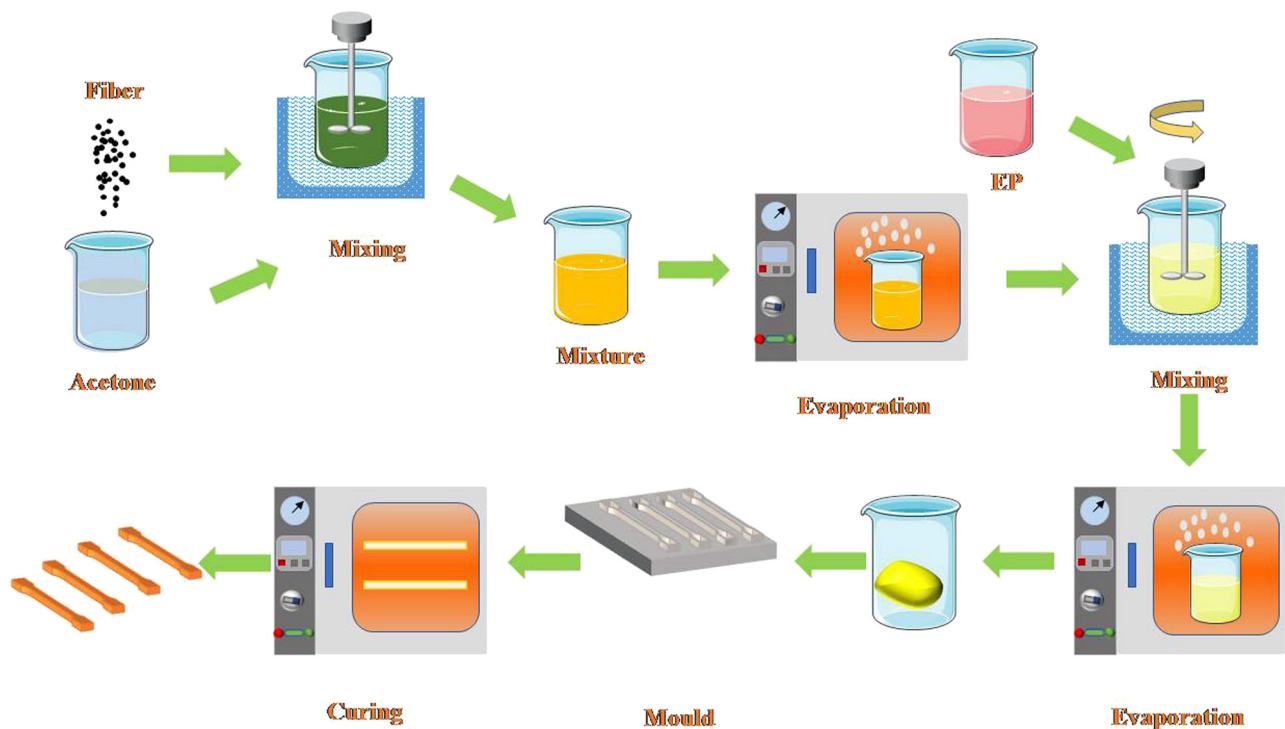 Fiber
Acetone
Mixing
Mixture
Evaporation
EP
Mixing
Evaporation
Mould
Curing